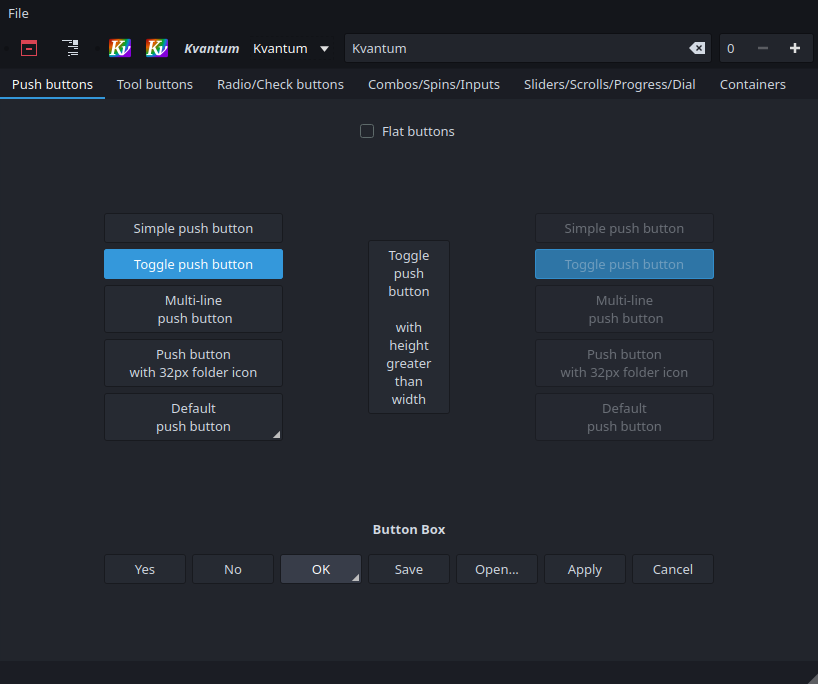 File
Kv Kv Kvantum Kvantum Kvantum 0
Push buttons Tool buttons Radio/Check buttons Combos/Spins/Inputs Sliders/Scrolls/Progress/Dial Containers
Flat buttons
Simple push button
Toggle push button
Multi-line
push button
Push button
with 32px folder icon
Default
push button
Toggle
push
button
with
height
greater
than
width
Simple push button
Toggle push button
Multi-line
push button
Push button
with 32px folder icon
Default
push button
Button Box
Yes No OK Save Open... Apply Cancel